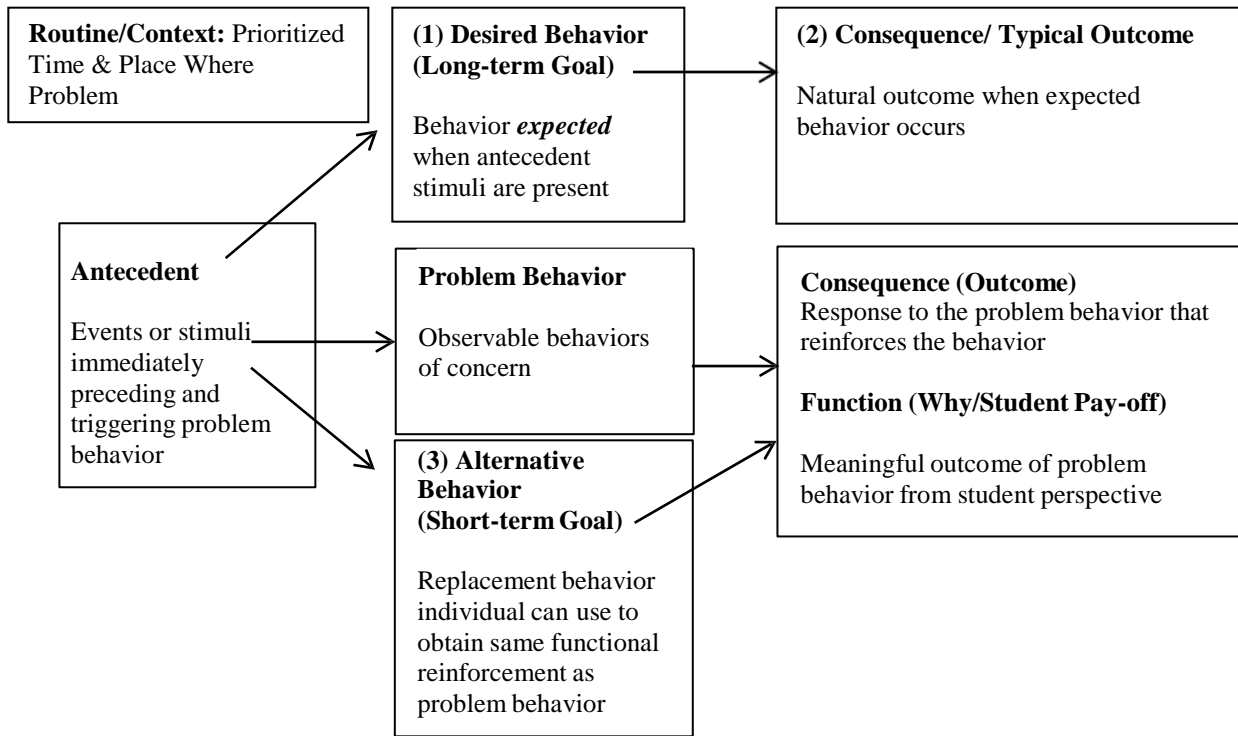 Routine/Context: Prioritized
Time & Place Where
Problem
(1) Desired Behavior
(Long-term Goal)
Behavior expected
when antecedent
stimuli are present
(2) Consequence/ Typical Outcome
Natural outcome when expected
behavior occurs
Antecedent
Events or stimuli
immediately
preceding and
triggering problem
behavior
Problem Behavior
Observable behaviors
of concern
Consequence (Outcome)
Response to the problem behavior that
reinforces the behavior
Function (Why/Student Pay-off)
Meaningful outcome of problem
behavior from student perspective
(3) Alternative
Behavior
(Short-term Goal)
Replacement behavior
individual can use to
obtain same functional
reinforcement as
problem behavior